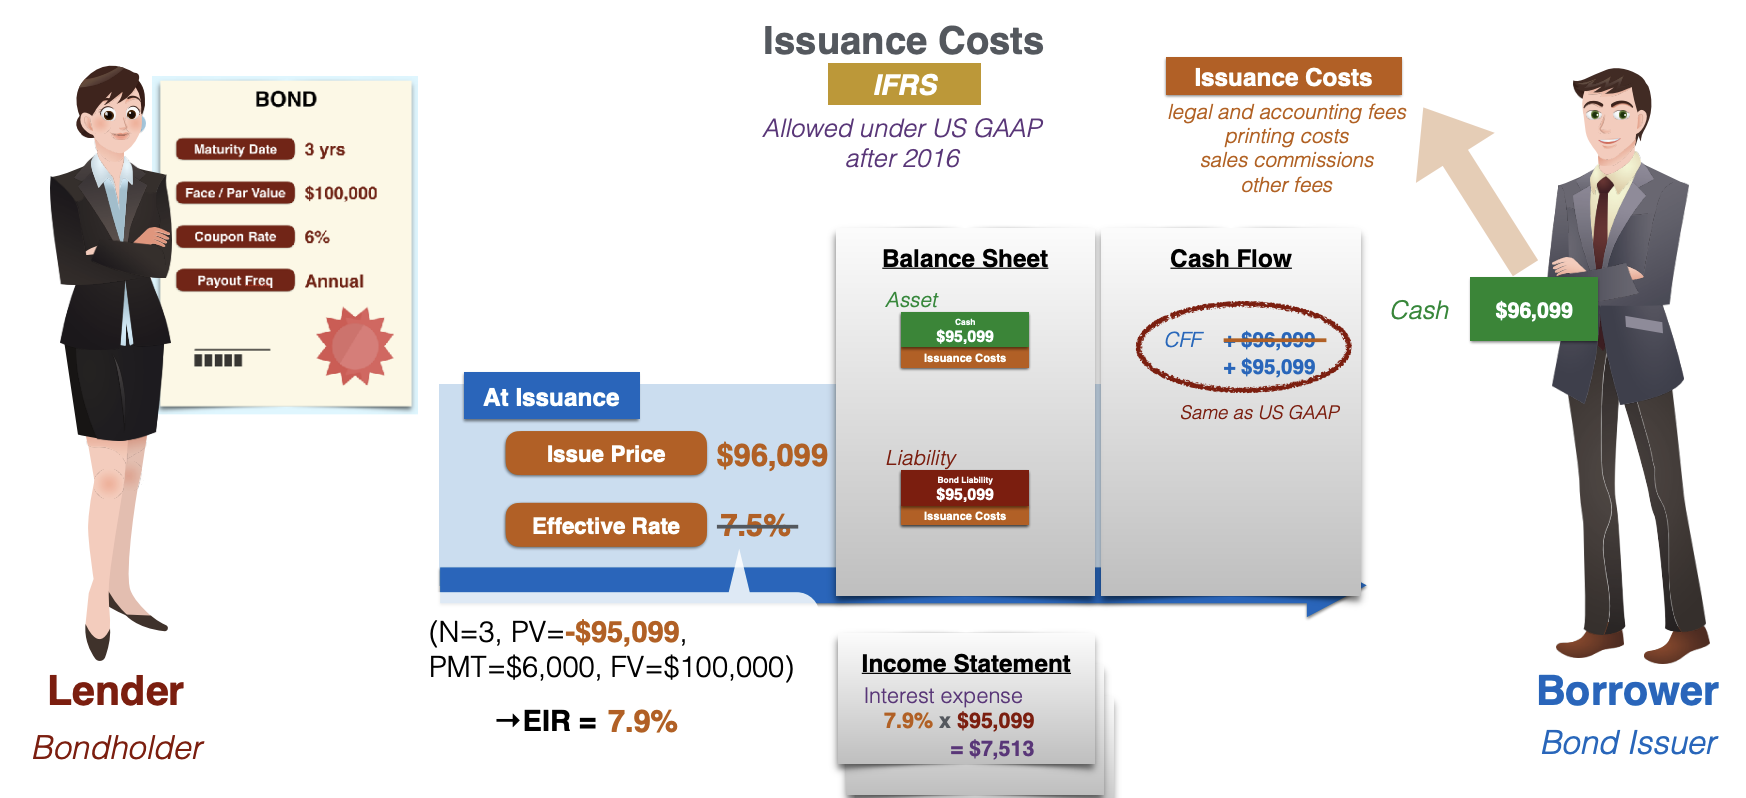 Issuance Costs
IFRS
Allowed under US GAAP
after 2016
BOND
Maturity Date 3 yrs
Face / Par Value $100,000
Coupon Rate 6%
Payout Freq Annual
Issuance Costs
legal and accounting fees
printing costs
sales commissions
other fees
Cash $96,099
At Issuance
Issue Price $96,099
Effective Rate 7.5%
Balance Sheet
Asset
Cash
$95,099
Issuance Costs
Liability
Bond Liability
$95,099
Issuance Costs
Cash Flow
CFF + $96,099
+ $95,099
Same as US GAAP
(N=3, PV=-$95,099,
PMT=$6,000, FV=$100,000)
→EIR = 7.9%
Income Statement
Interest expense
7.9% x $95,099
= $7,513
Lender
Bondholder
Borrower
Bond Issuer